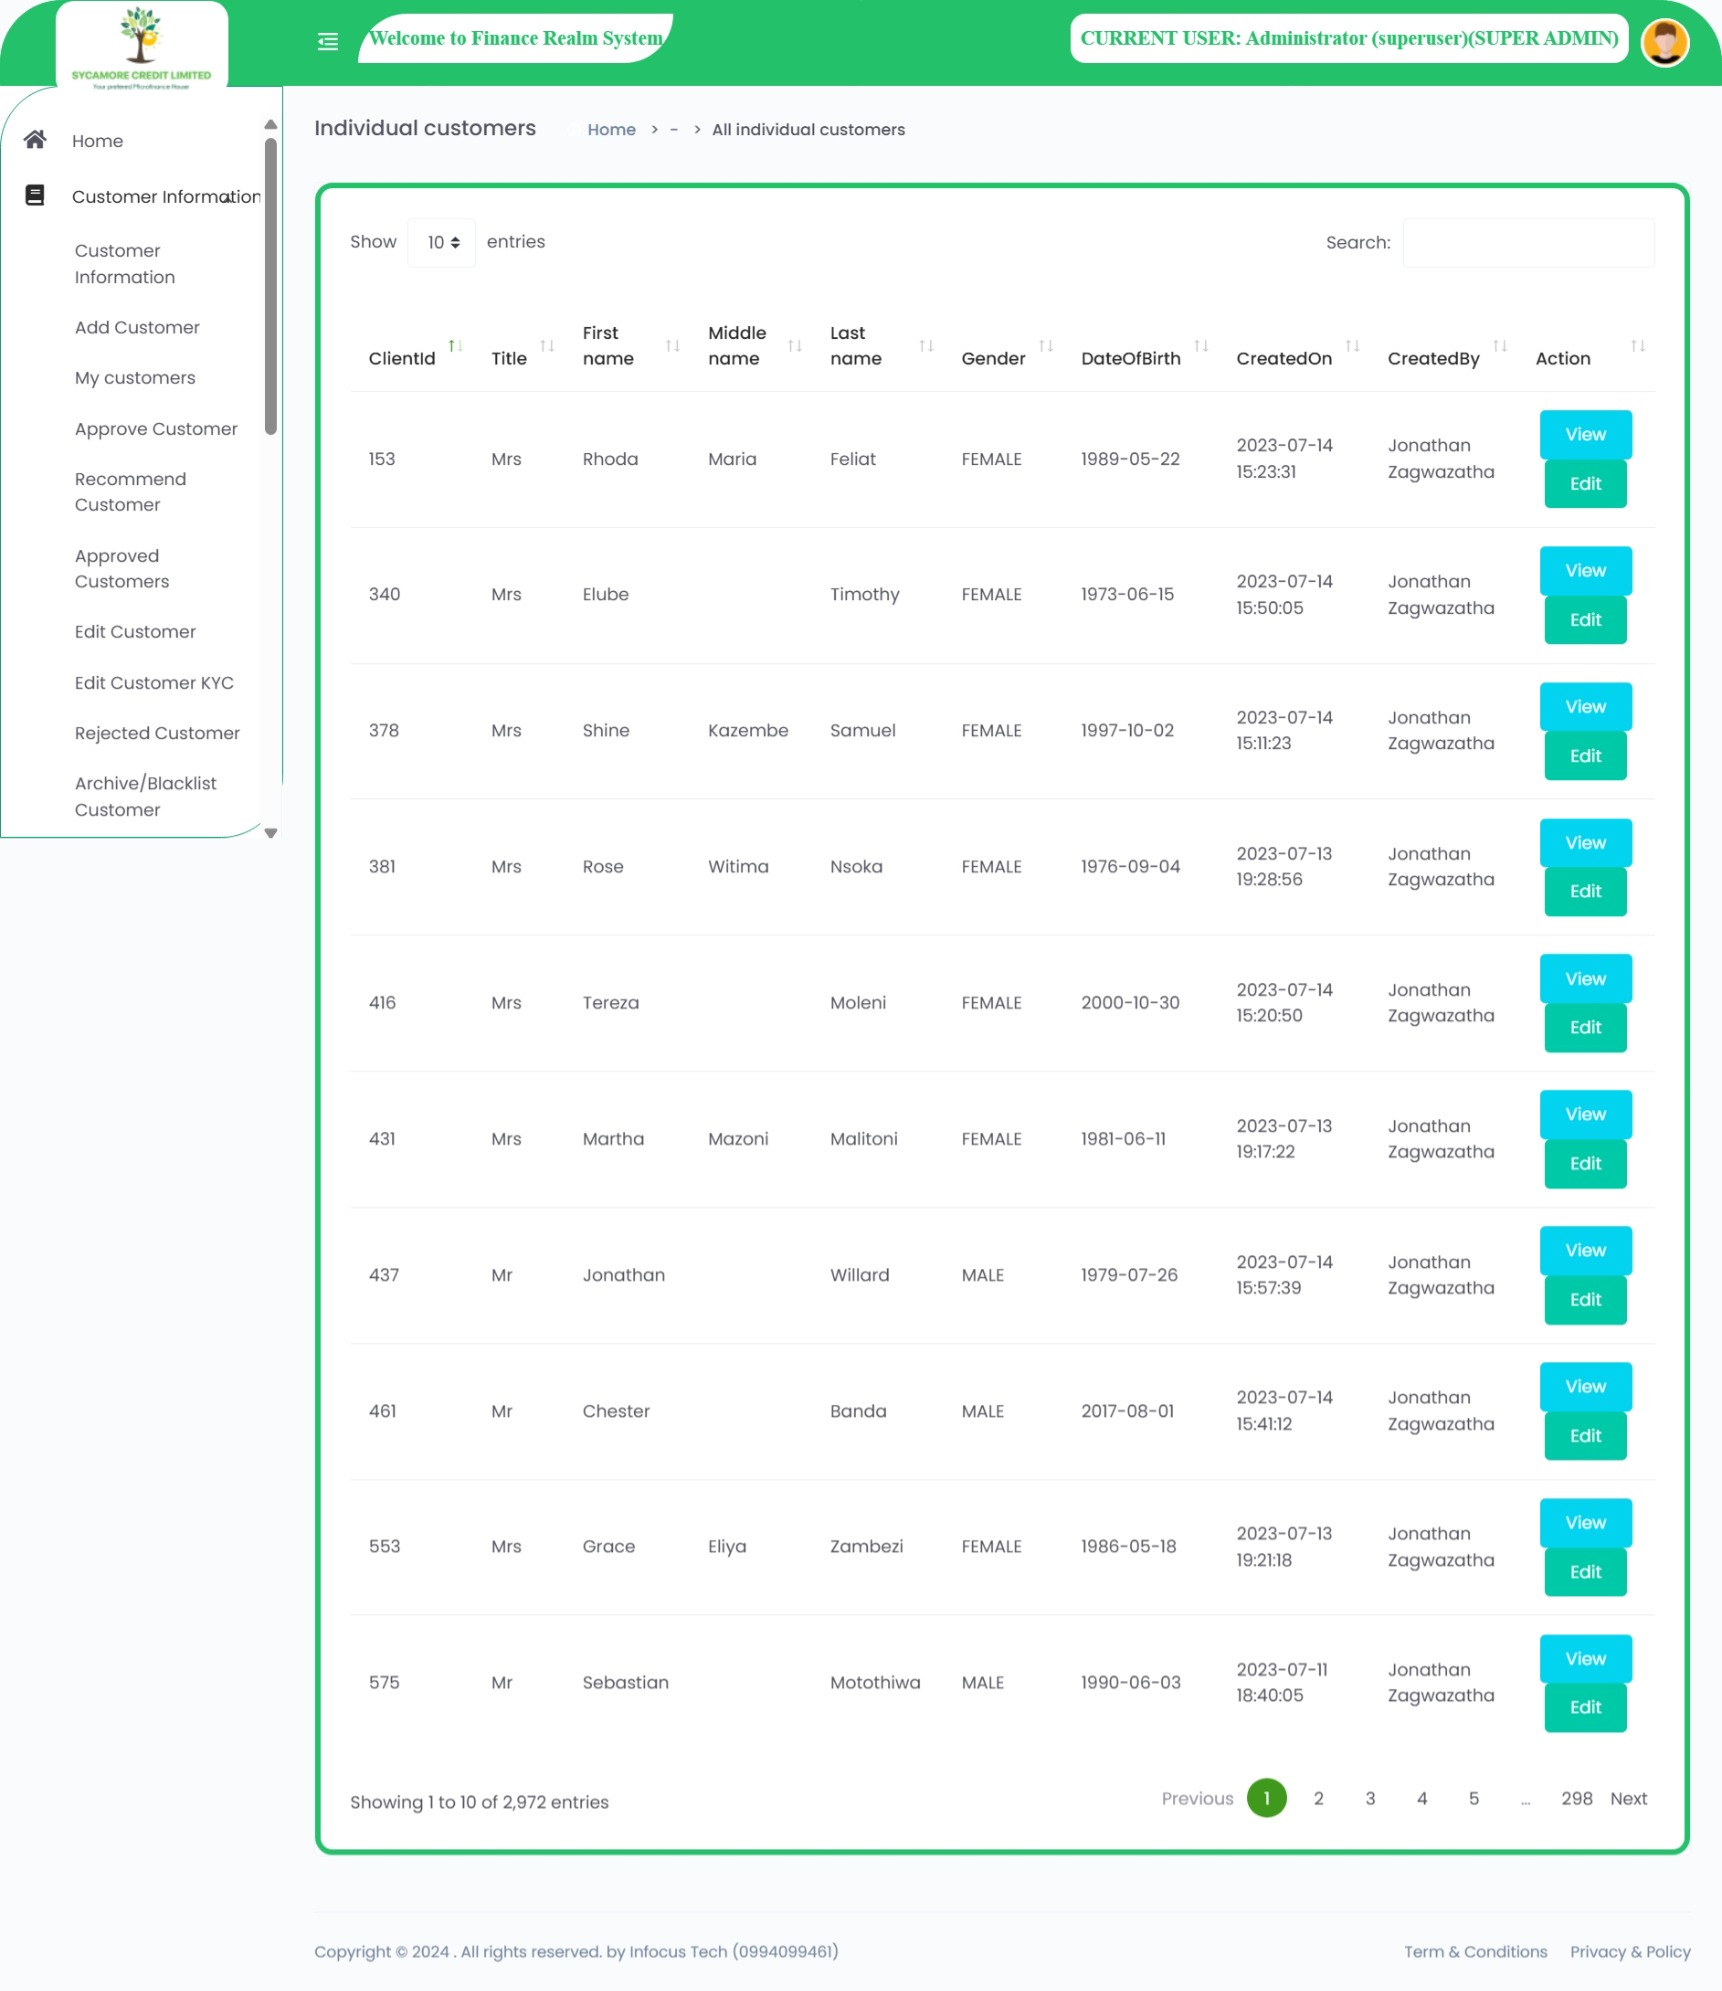 SYCAMORE CREDIT LIMITED
Your prefered Microfinance House
Welcome to Finance Realm System
CURRENT USER: Administrator (superuser)(SUPER ADMIN)
Home
Customer Information
Customer
Information
Add Customer
My customers
Approve Customer
Recommend
Customer
Approved
Customers
Edit Customer
Edit Customer KYC
Rejected Customer
Archive/Blacklist
Customer
Individual customers
Home > - > All individual customers
Show 10 entries
Search:
ClientId Title First name Middle name Last name Gender DateOfBirth CreatedOn CreatedBy Action
153 Mrs Rhoda Maria Feliat FEMALE 1989-05-22 2023-07-14 15:23:31 Jonathan Zagwazatha View Edit
340 Mrs Elube Timothy FEMALE 1973-06-15 2023-07-14 15:50:05 Jonathan Zagwazatha View Edit
378 Mrs Shine Kazembe Samuel FEMALE 1997-10-02 2023-07-14 15:11:23 Jonathan Zagwazatha View Edit
381 Mrs Rose Witima Nsoka FEMALE 1976-09-04 2023-07-13 19:28:56 Jonathan Zagwazatha View Edit
416 Mrs Tereza Moleni FEMALE 2000-10-30 2023-07-14 15:20:50 Jonathan Zagwazatha View Edit
431 Mrs Martha Mazoni Malitoni FEMALE 1981-06-11 2023-07-13 19:17:22 Jonathan Zagwazatha View Edit
437 Mr Jonathan Willard MALE 1979-07-26 2023-07-14 15:57:39 Jonathan Zagwazatha View Edit
461 Mr Chester Banda MALE 2017-08-01 2023-07-14 15:41:12 Jonathan Zagwazatha View Edit
553 Mrs Grace Eliya Zambezi FEMALE 1986-05-18 2023-07-13 19:21:18 Jonathan Zagwazatha View Edit
575 Mr Sebastian Motothiwa MALE 1990-06-03 2023-07-11 18:40:05 Jonathan Zagwazatha View Edit
Showing 1 to 10 of 2,972 entries
Previous 1 2 3 4 5 … 298 Next
Copyright © 2024 . All rights reserved. by Infocus Tech (0994099461)
Term & Conditions Privacy & Policy